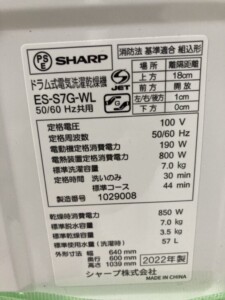 PS
E
SHARP
ドラム式電気洗濯乾燥機
ES-S7G-WL
50/60 Hz共用
JET
G
消防法 基準適合 組込形
場所 離隔距離
上方 18cm
前方 開放
左/右/後方 1cm
下方 0cm
定格電圧 100 V
定格周波数 50/60 Hz
電動機定格消費電力 190 W
電熱装置定格消費電力 800 W
標準洗濯容量 7.0 kg
定格時間 洗いのみ 30 min
標準コース 44 min
製造番号 1029008
乾燥時消費電力 850 W
標準脱水容量 7.0 kg
標準乾燥容量 3.5 kg
標準使用水量(洗濯時) 57 L
外形寸法 幅 640 mm
奥行 600 mm
高さ 1039 mm
2022年製
シャープ株式会社
MADE IN CHINA